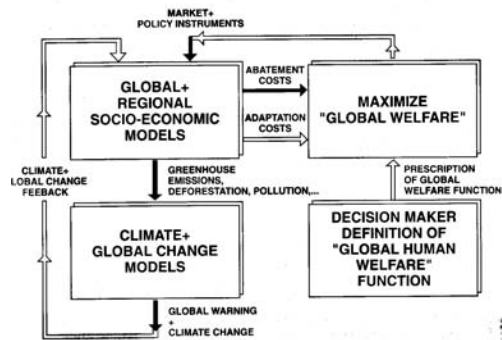 MARKET+
POLICY INSTRUMENTS
GLOBAL+
REGIONAL
SOCIO-ECONOMIC
MODELS
ABATEMENT
COSTS
ADAPTATION
COSTS
MAXIMIZE
"GLOBAL WELFARE"
CLIMATE+
LOBAL CHANGE
FEEBACK
GREENHOUSE
EMISSIONS,
DEFORESTATION, POLLUTION,...
PRESCRIPTION
OF GLOBAL
WELFARE FUNCTION
CLIMATE+
GLOBAL CHANGE
MODELS
DECISION MAKER
DEFINITION OF
"GLOBAL HUMAN
WELFARE"
FUNCTION
GLOBAL WARNING
+
CLIMATE CHANGE